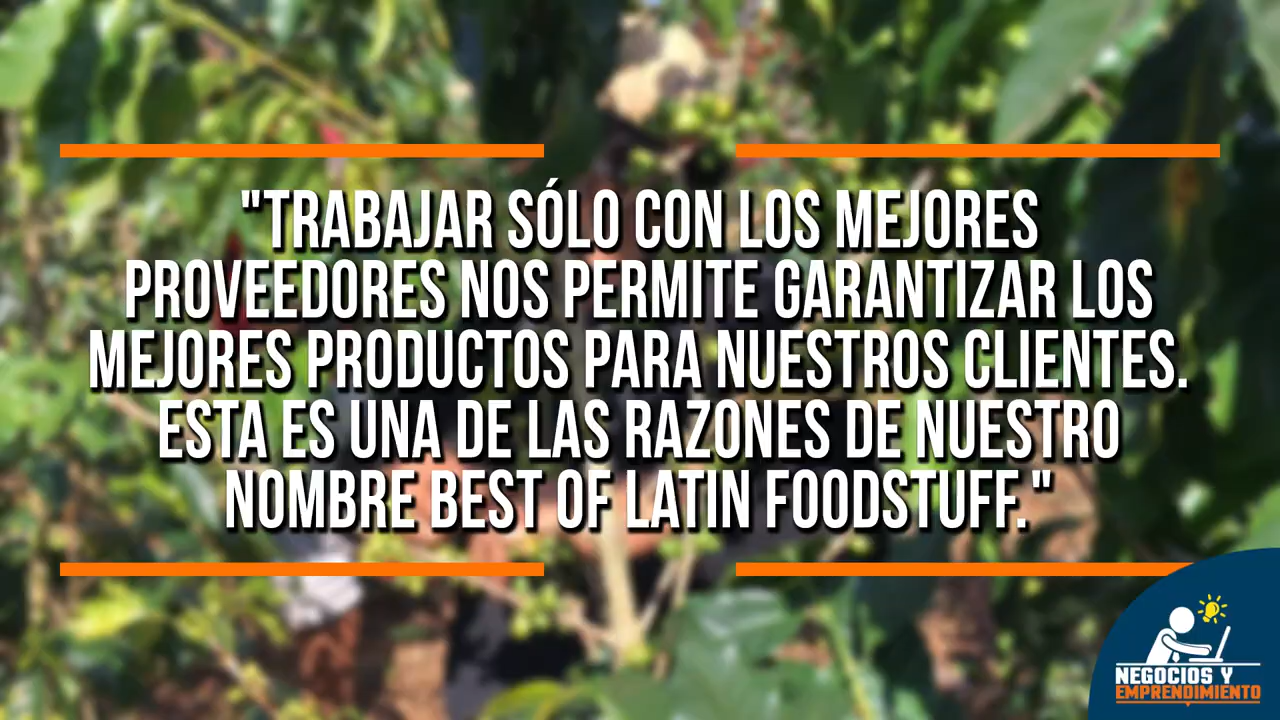 "TRABAJAR SÓLO CON LOS MEJORES
PROVEEDORES NOS PERMITE GARANTIZAR LOS
MEJORES PRODUCTOS PARA NUESTROS CLIENTES.
ESTA ES UNA DE LAS RAZONES DE NUESTRO
NOMBRE BEST OF LATIN FOODSTUFF."
NEGOCIOS Y
EMPRENDIMIENTO